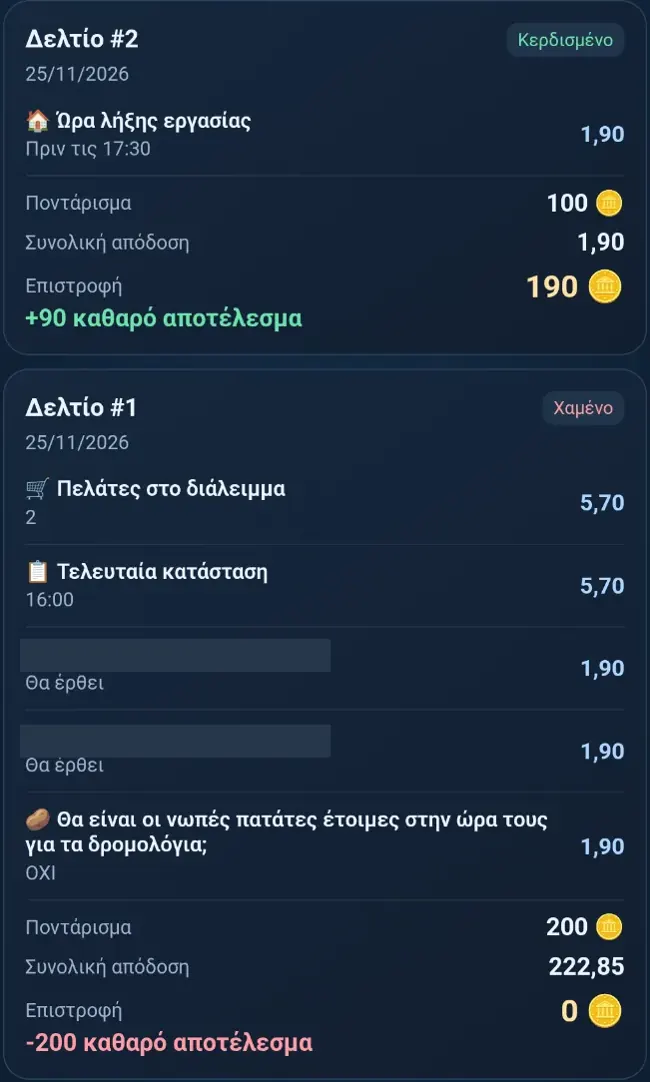 Δελτίο #2
Κερδισμένο
25/11/2026
Ώρα λήξης εργασίας
Πριν τις 17:30
1,90
Ποντάρισμα
100
Συνολική απόδοση
1,90
Επιστροφή
190
+90 καθαρό αποτέλεσμα
Δελτίο #1
Χαμένο
25/11/2026
Πελάτες στο διάλειμμα
2
5,70
Τελευταία κατάσταση
16:00
5,70
Θα έρθει
1,90
Θα έρθει
1,90
Θα είναι οι νωπές πατάτες έτοιμες στην ώρα τους
για τα δρομολόγια;
ΟΧΙ
1,90
Ποντάρισμα
200
Συνολική απόδοση
222,85
Επιστροφή
0
-200 καθαρό αποτέλεσμα